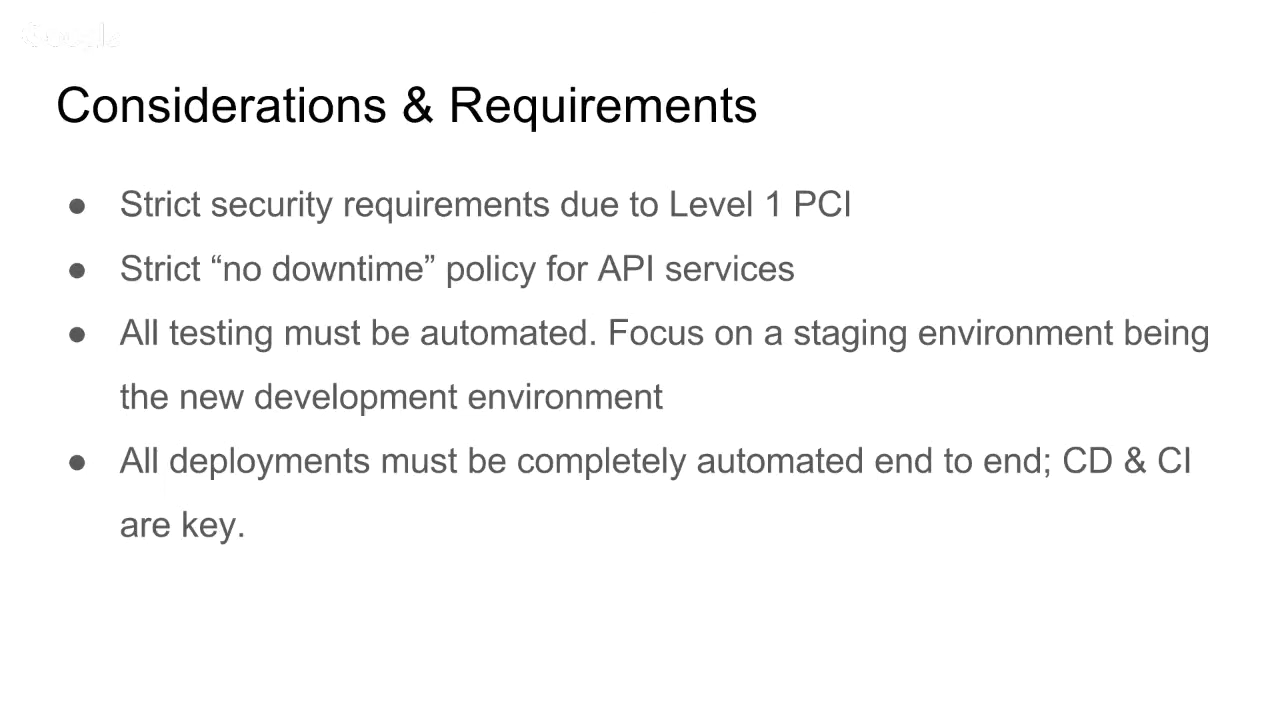 Considerations & Requirements
● Strict security requirements due to Level 1 PCI
● Strict “no downtime” policy for API services
● All testing must be automated. Focus on a staging environment being
the new development environment
● All deployments must be completely automated end to end; CD & CI
are key.